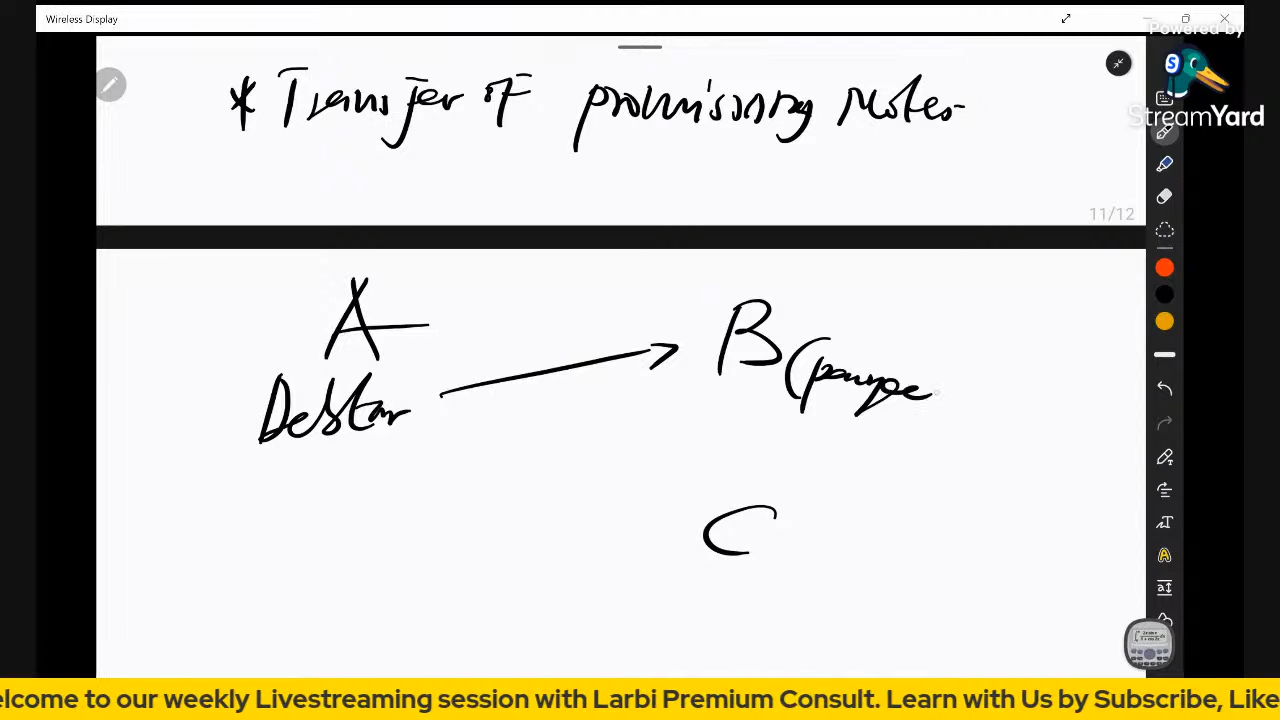 Wireless Display
Powered by
StreamYard
* Transfer of promissory Notes
11/12
A
Debtor
B (payee
C
elcome to our weekly Livestreaming session with Larbi Premium Consult. Learn with Us by Subscribe, Like